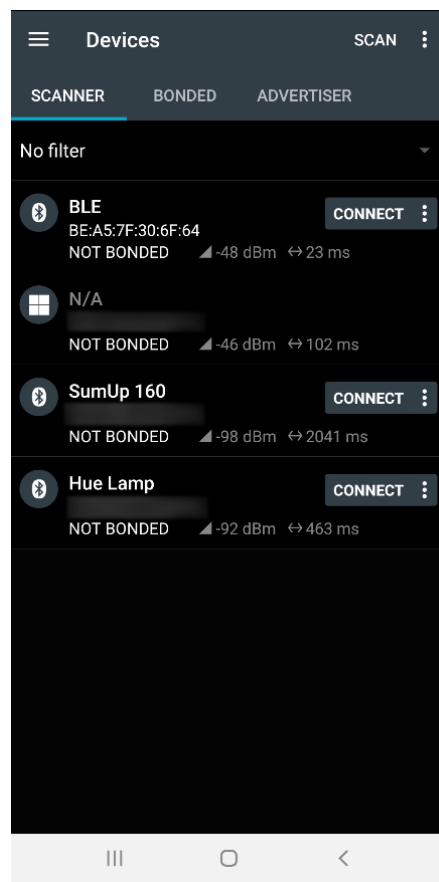 Devices SCAN
SCANNER BONDED ADVERTISER
No filter
BLE CONNECT
BE:A5:7F:30:6F:64
NOT BONDED -48 dBm 23 ms
N/A
NOT BONDED -46 dBm 102 ms
SumUp 160 CONNECT
NOT BONDED -98 dBm 2041 ms
Hue Lamp CONNECT
NOT BONDED -92 dBm 463 ms